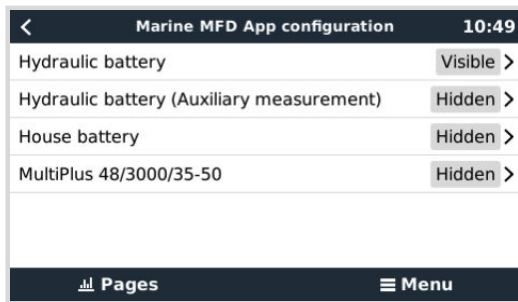 Marine MFD App configuration 10:49
Hydraulic battery Visible
Hydraulic battery (Auxiliary measurement) Hidden
House battery Hidden
MultiPlus 48/3000/35-50 Hidden
Pages Menu